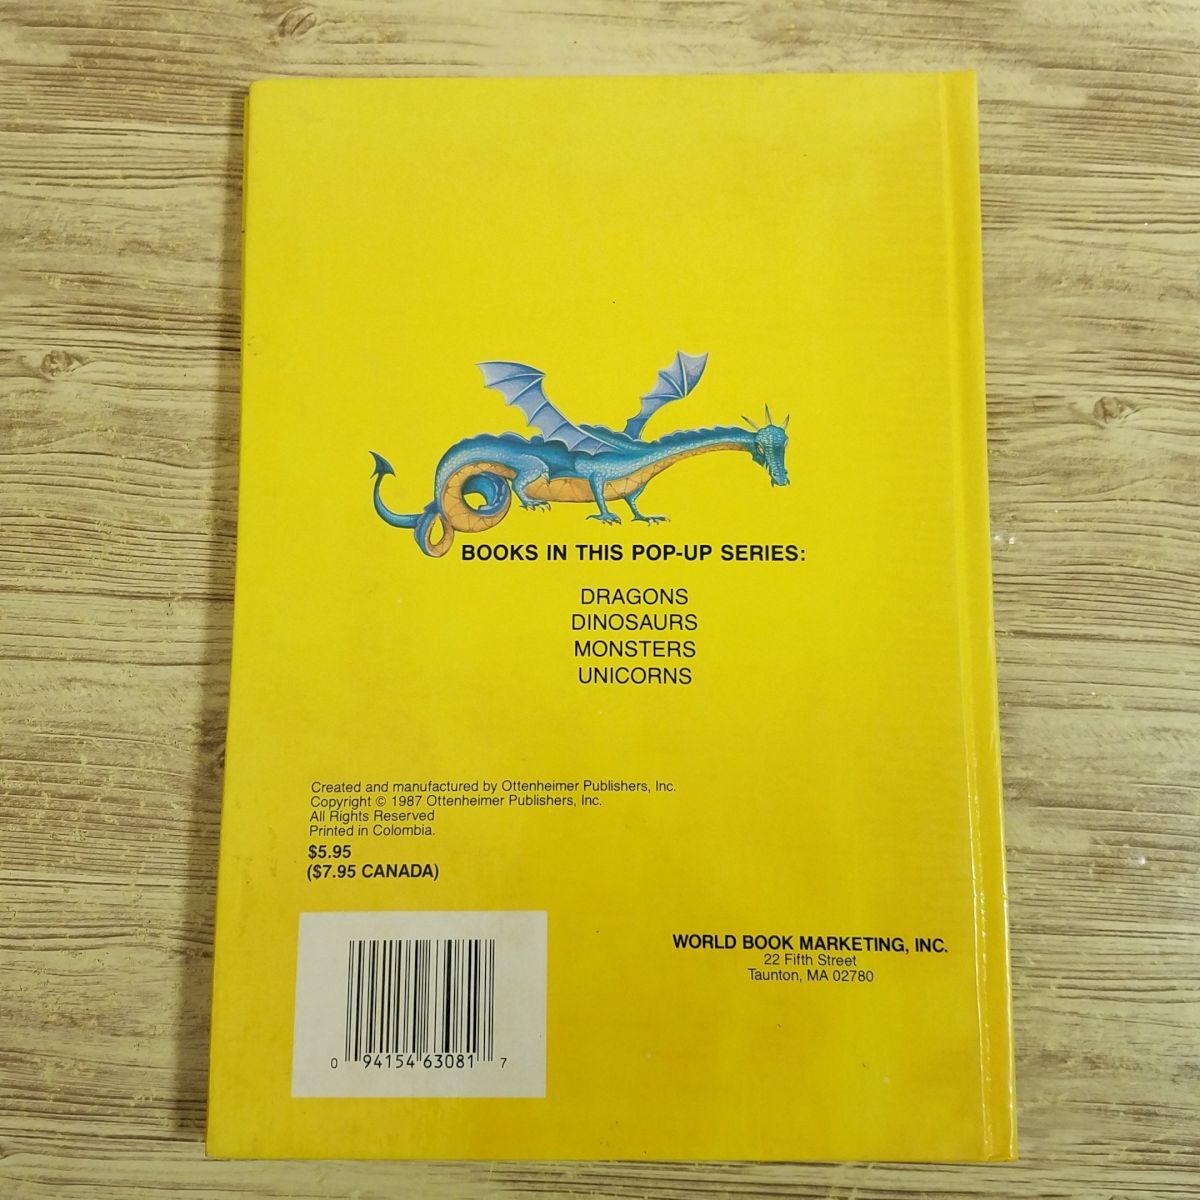 BOOKS IN THIS POP-UP SERIES:
DRAGONS
DINOSAURS
MONSTERS
UNICORNS
Created and manufactured by Ottenheimer Publishers, Inc.
Copyright © 1987 Ottenheimer Publishers, Inc.
All Rights Reserved
Printed in Colombia.
$5.95
($7.95 CANADA)
WORLD BOOK MARKETING, INC.
22 Fifth Street
Taunton, MA 02780
0 94154 63081 7